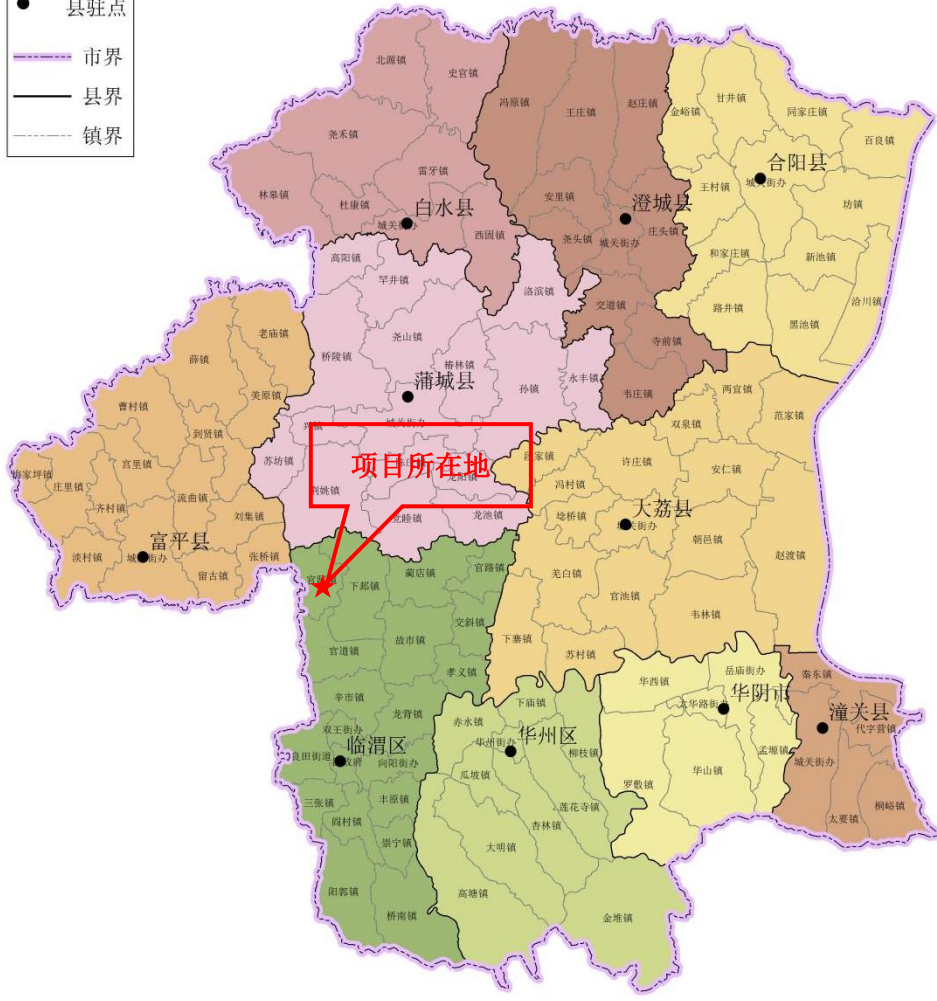 县驻点
市界
县界
镇界
北源镇
史官镇
尧禾镇
雷牙镇
林皋镇
杜康镇
白水县
城关街办
西固镇
冯原镇
王庄镇
赵庄镇
安里镇
澄城县
尧头镇
城关街办
庄头镇
交道镇
寺前镇
韦庄镇
金峪镇
甘井镇
同家庄镇
百良镇
合阳县
王村镇
城关街办
坊镇
和家庄镇
新池镇
路井镇
黑池镇
洽川镇
高阳镇
罕井镇
洛滨镇
尧山镇
桥陵镇
椿林镇
蒲城县
孙镇
永丰镇
城关街办
兴镇
苏坊镇
项目所在地
龙阳镇
荆姚镇
党睦镇
龙池镇
老庙镇
薛镇
美原镇
曹村镇
到贤镇
宫里镇
庄里镇
齐村镇
流曲镇
刘集镇
淡村镇
富平县
城关街办
张桥镇
留古镇
两宜镇
范家镇
双泉镇
段家镇
许庄镇
安仁镇
冯村镇
埝桥镇
大荔县
城关街办
朝邑镇
赵渡镇
羌白镇
官池镇
韦林镇
下寨镇
苏村镇
下邽镇
蔺店镇
官路镇
交斜镇
官道镇
故市镇
孝义镇
辛市镇
龙背镇
双王街办
临渭区
良田街道
向阳街办
三张镇
丰原镇
阎村镇
崇宁镇
阳郭镇
桥南镇
下庙镇
赤水镇
华州区
华州街办
柳枝镇
瓜坡镇
莲花寺镇
杏林镇
大明镇
高塘镇
金堆镇
华西镇
岳庙街办
华阴市
太华路街办
孟塬镇
罗敷镇
华山镇
秦东镇
潼关县
代字营镇
城关街办
桐峪镇
太要镇